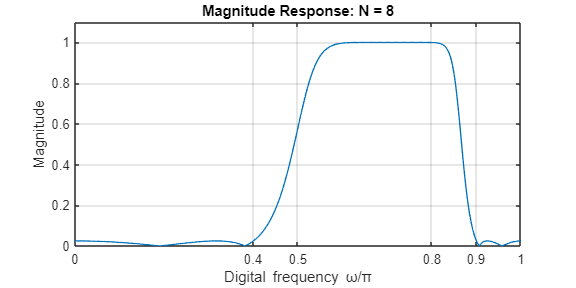 Magnitude Response: N = 8
Magnitude
1
0.8
0.6
0.4
0.2
0
0 0.4 0.5 0.8 0.9 1
Digital frequency ω/π